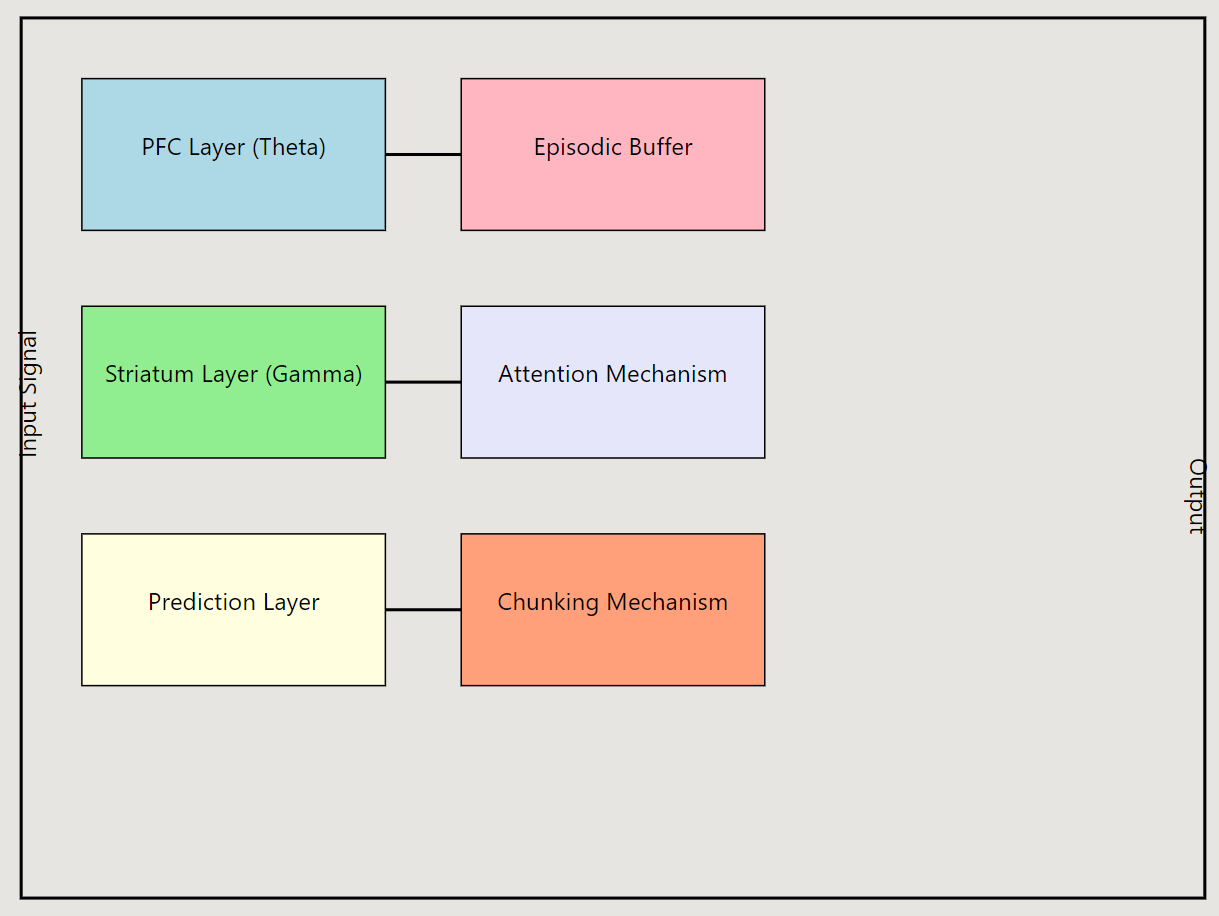 PFC Layer (Theta)
Episodic Buffer
Input Signal
Striatum Layer (Gamma)
Attention Mechanism
Output
Prediction Layer
Chunking Mechanism